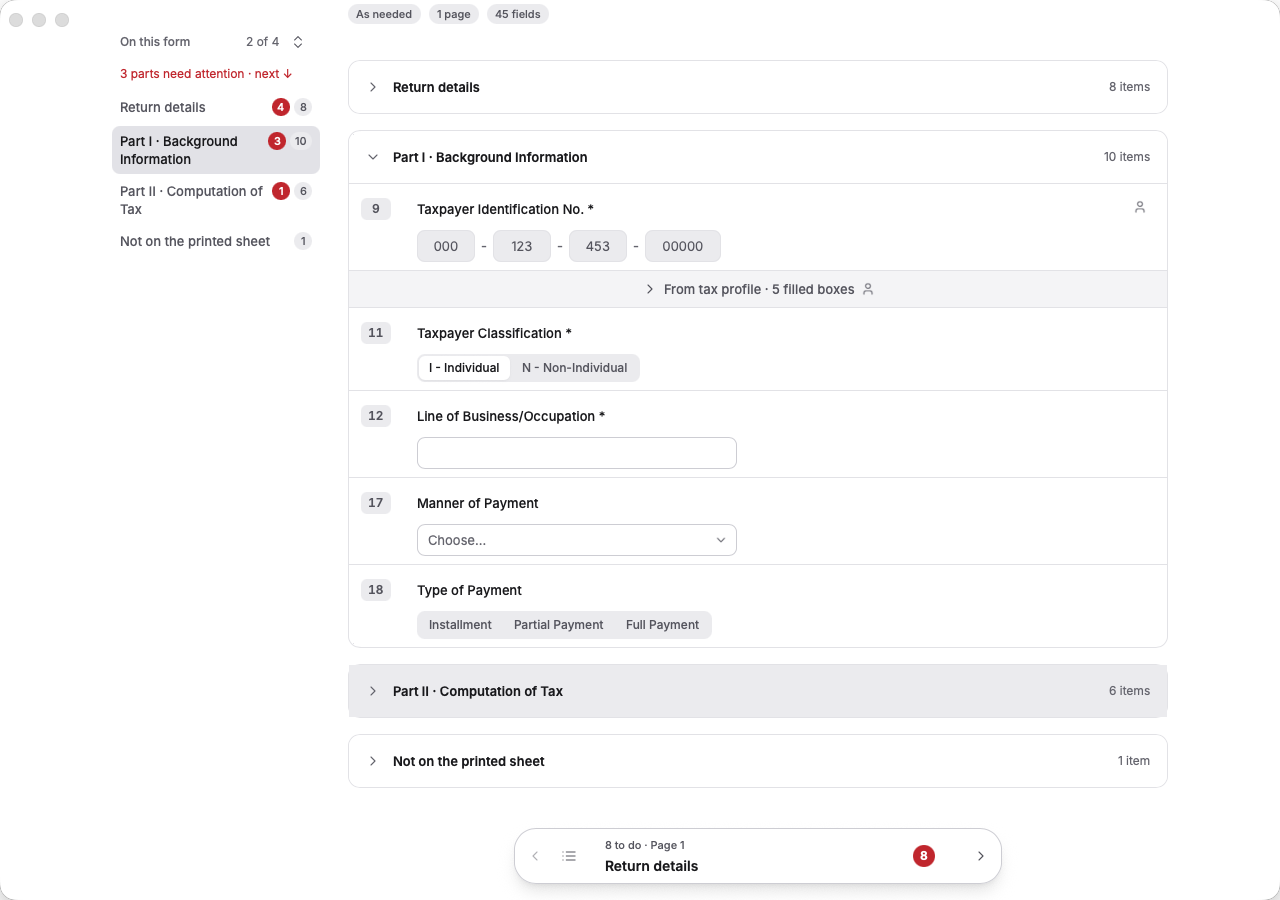 As needed 1 page 45 fields
On this form 2 of 4
3 parts need attention · next ↓
Return details 4 8
Part I · Background Information 3 10
Part II · Computation of Tax 1 6
Not on the printed sheet 1
Return details 8 items
Part I · Background Information 10 items
9 Taxpayer Identification No. *
000 - 123 - 453 - 00000
From tax profile · 5 filled boxes
11 Taxpayer Classification *
I - Individual N - Non-Individual
12 Line of Business/Occupation *
17 Manner of Payment
Choose...
18 Type of Payment
Installment Partial Payment Full Payment
Part II · Computation of Tax 6 items
Not on the printed sheet 1 item
8 to do · Page 1
Return details 8